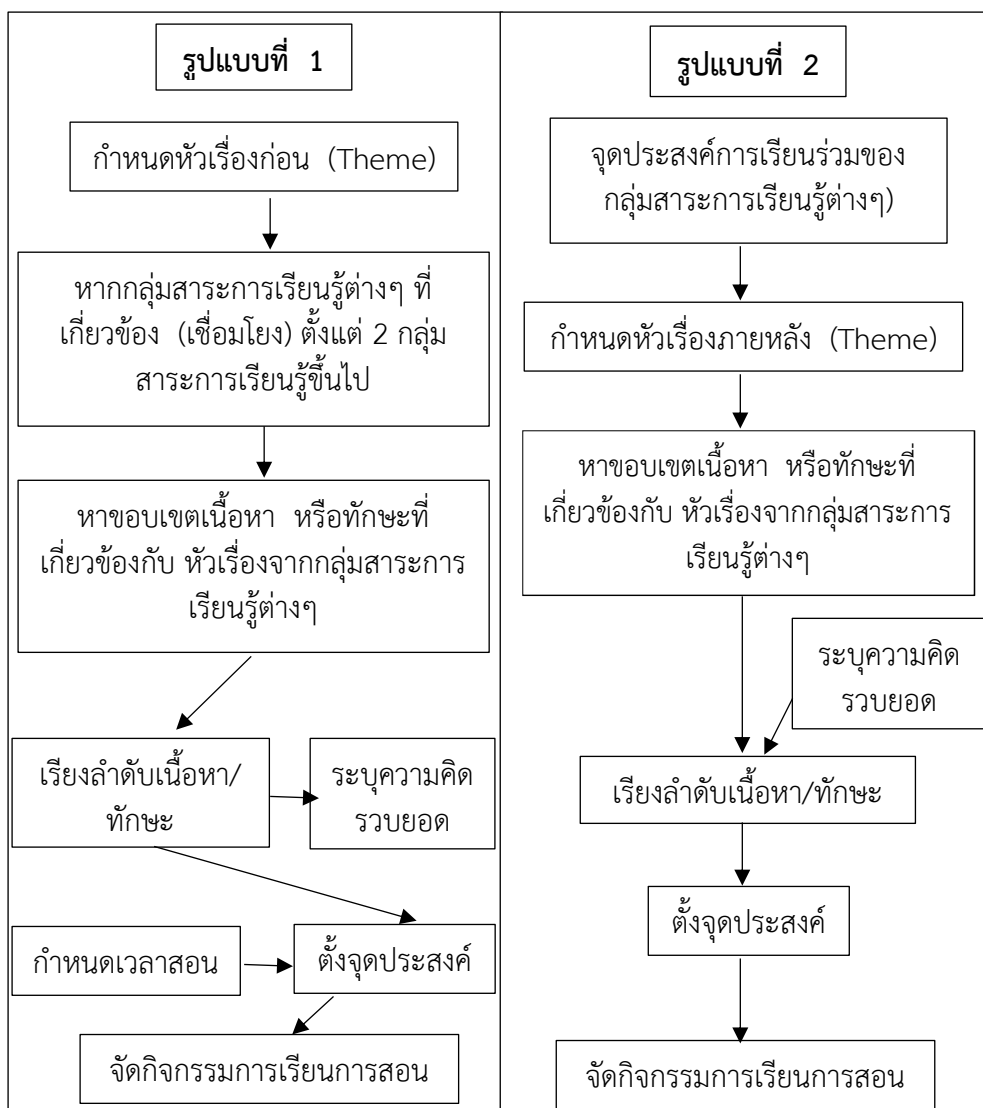 รูปแบบที่ 1
กำหนดหัวเรื่องก่อน (Theme)
หากกลุ่มสาระการเรียนรู้ต่างๆ ที่
เกี่ยวข้อง (เชื่อมโยง) ตั้งแต่ 2 กลุ่ม
สาระการเรียนรู้ขึ้นไป
หาขอบเขตเนื้อหา หรือทักษะที่
เกี่ยวข้องกับ หัวเรื่องจากกลุ่มสาระการ
เรียนรู้ต่างๆ
เรียงลำดับเนื้อหา/
ทักษะ
ระบุความคิด
รวบยอด
กำหนดเวลาสอน
ตั้งจุดประสงค์
จัดกิจกรรมการเรียนการสอน
รูปแบบที่ 2
จุดประสงค์การเรียนร่วมของ
กลุ่มสาระการเรียนรู้ต่างๆ)
กำหนดหัวเรื่องภายหลัง (Theme)
หาขอบเขตเนื้อหา หรือทักษะที่
เกี่ยวข้องกับ หัวเรื่องจากกลุ่มสาระการ
เรียนรู้ต่างๆ
ระบุความคิด
รวบยอด
เรียงลำดับเนื้อหา/ทักษะ
ตั้งจุดประสงค์
จัดกิจกรรมการเรียนการสอน